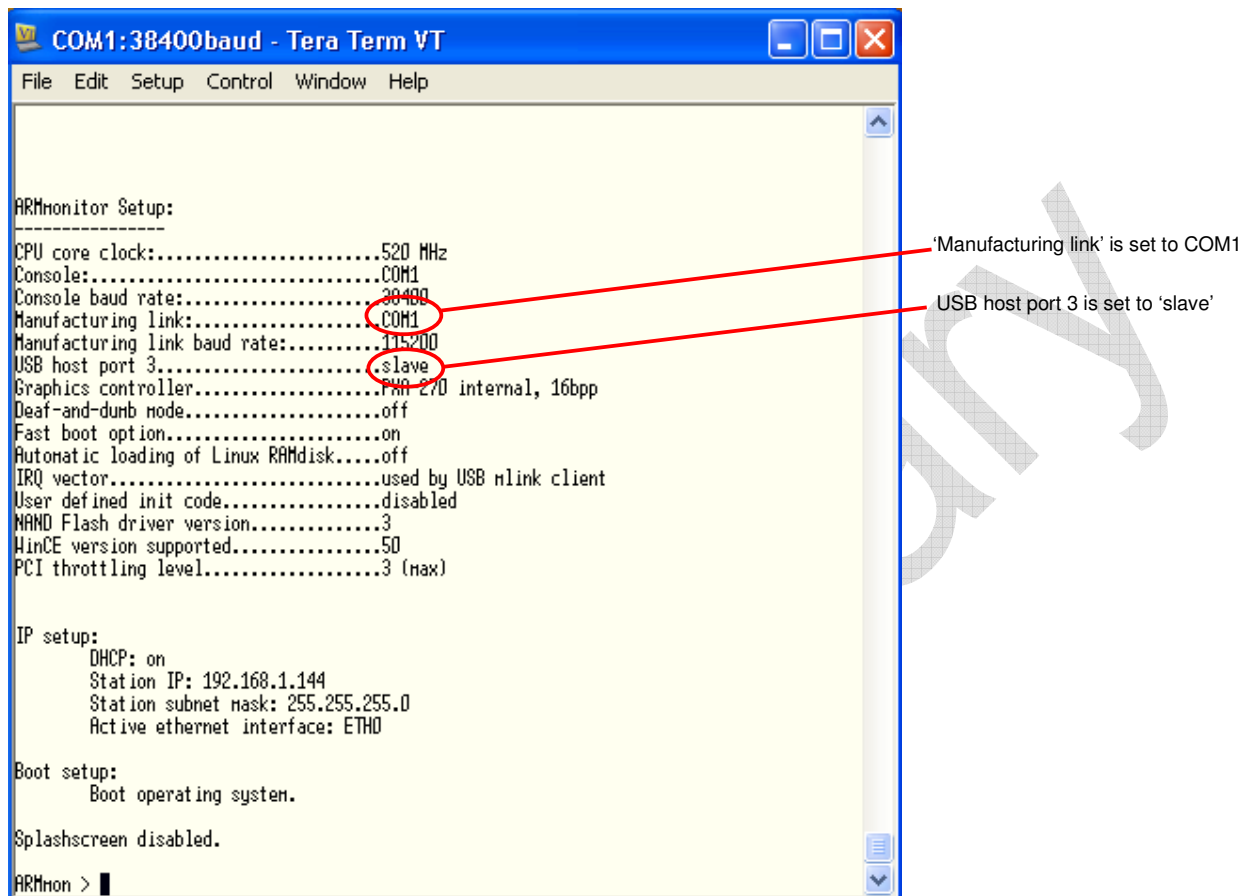 COM1:38400baud - Tera Term VT
File Edit Setup Control Window Help
ARMmonitor Setup:
----------------
CPU core clock:........................520 MHz
Console:...............................COM1
Console baud rate:.....................38400
Manufacturing link:....................COM1
Manufacturing link baud rate:..........115200
USB host port 3........................slave
Graphics controller....................PXA 270 internal, 16bpp
Deaf-and-dumb mode.....................off
Fast boot option.......................on
Automatic loading of Linux RAMdisk.....off
IRQ vector.............................used by USB mlink client
User defined init code.................disabled
NAND Flash driver version..............3
WinCE version supported................50
PCI throttling level...................3 (max)
IP setup:
DHCP: on
Station IP: 192.168.1.144
Station subnet mask: 255.255.255.0
Active ethernet interface: ETH0
Boot setup:
Boot operating system.
Splashscreen disabled.
ARMmon >
'Manufacturing link' is set to COM1
USB host port 3 is set to 'slave'